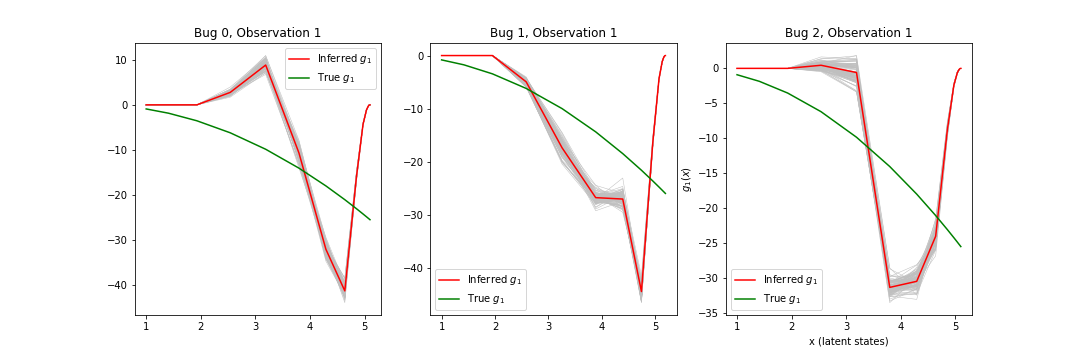 Bug 0, Observation 1
10
0
−10
−20
−30
−40
1 2 3 4 5
Inferred g₁
True g₁
Bug 1, Observation 1
0
−10
−20
−30
−40
1 2 3 4 5
Inferred g₁
True g₁
Bug 2, Observation 1
g₁(x)
0
−5
−10
−15
−20
−25
−30
−35
1 2 3 4 5
x (latent states)
Inferred g₁
True g₁